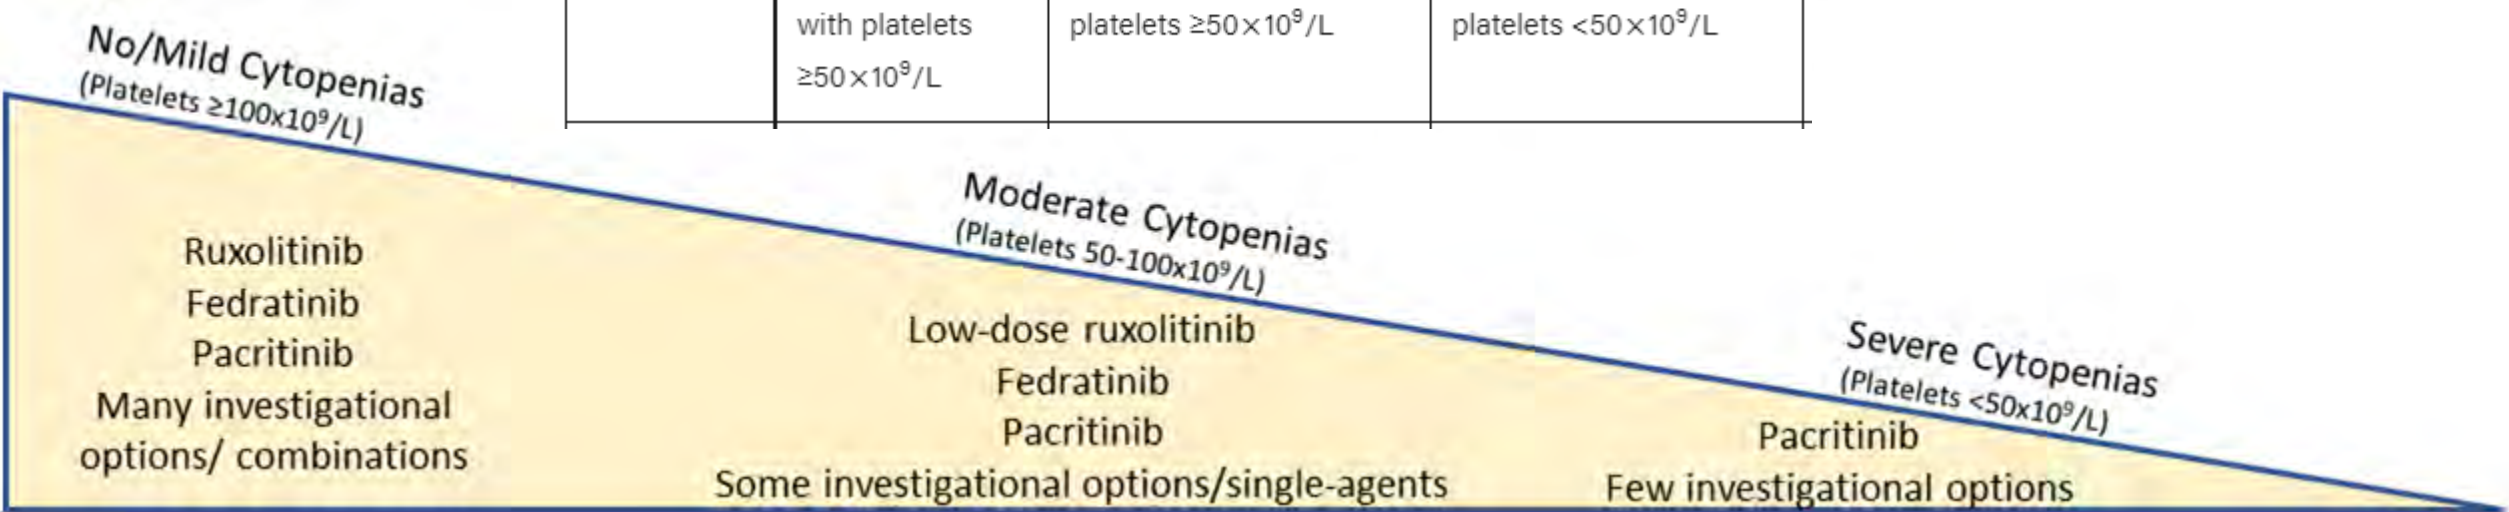 with platelets
≥50×10⁹/L
platelets ≥50×10⁹/L
platelets <50×10⁹/L
No/Mild Cytopenias
(Platelets ≥100x10⁹/L)
Ruxolitinib
Fedratinib
Pacritinib
Many investigational
options/ combinations
Moderate Cytopenias
(Platelets 50-100x10⁹/L)
Low-dose ruxolitinib
Fedratinib
Pacritinib
Some investigational options/single-agents
Severe Cytopenias
(Platelets <50x10⁹/L)
Pacritinib
Few investigational options